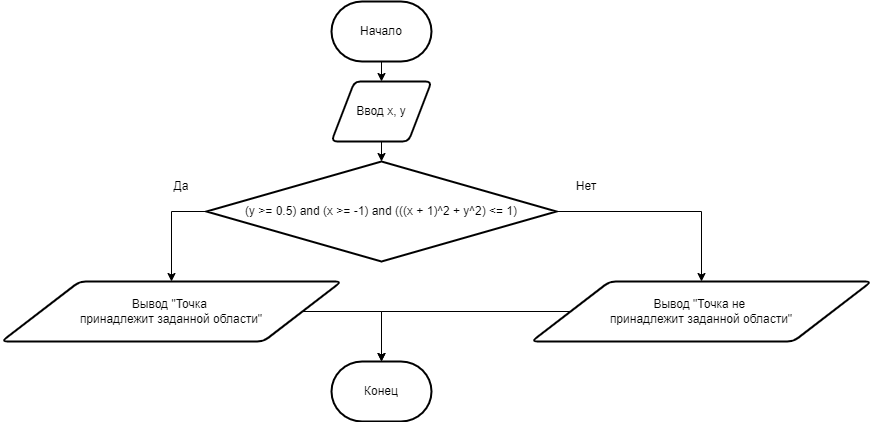 Начало
Ввод x, y
Да
Нет
(y >= 0.5) and (x >= -1) and (((x + 1)^2 + y^2) <= 1)
Вывод "Точка
принадлежит заданной области"
Вывод "Точка не
принадлежит заданной области"
Конец